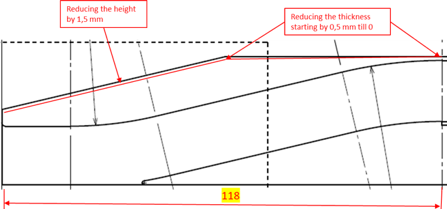 Reducing the height
by 1,5 mm
Reducing the thickness
starting by 0,5 mm till 0
118